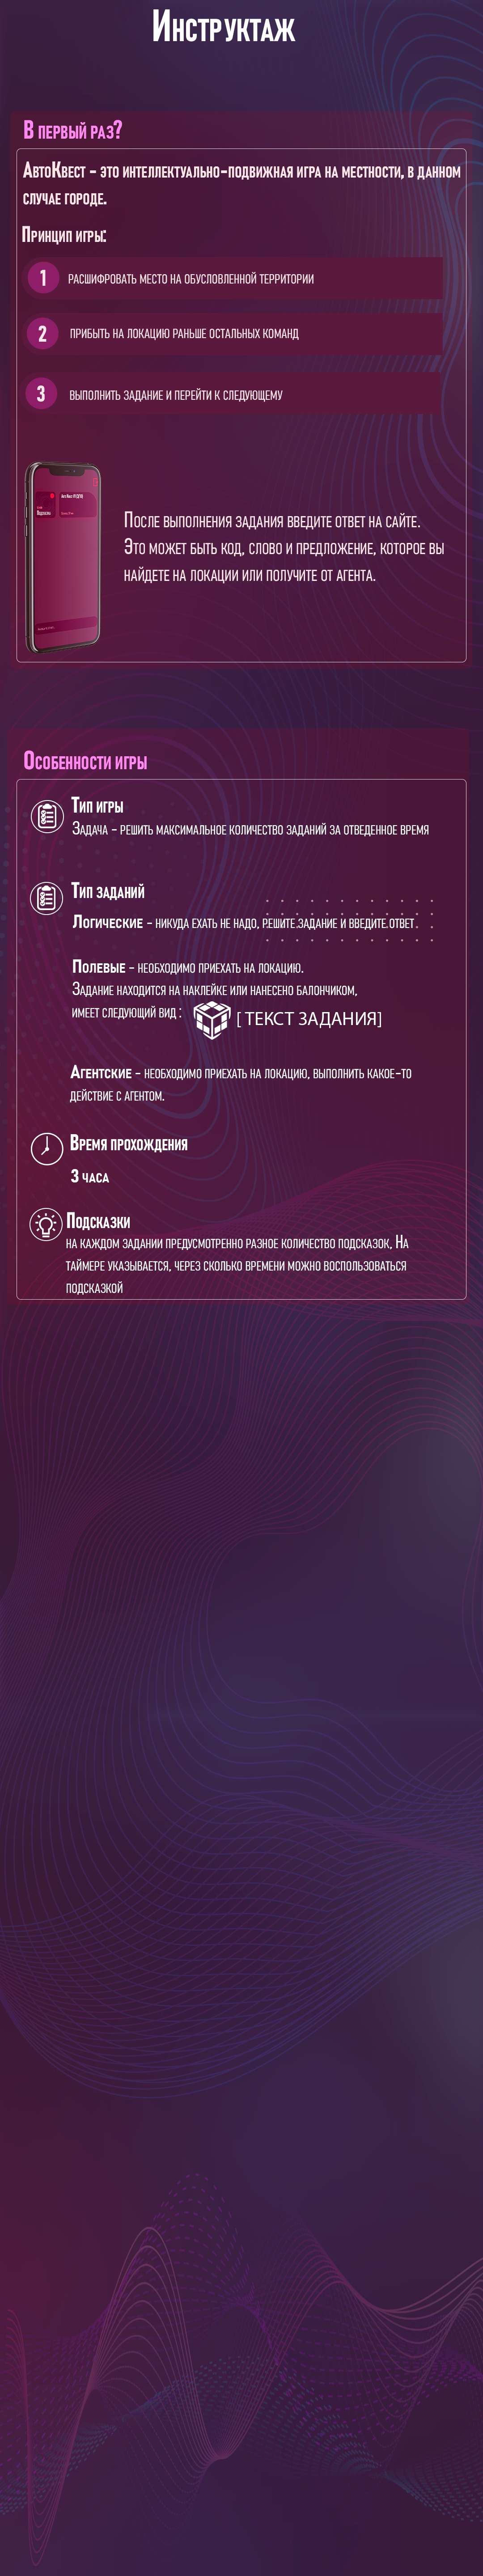 Инструктаж
В первый раз?
АвтоКвест - это интеллектуально-подвижная игра на местности, в данном
случае городе.
Принцип игры:
1 расшифровать место на обусловленной территории
2 прибыть на локацию раньше остальных команд
3 выполнить задание и перейти к следующему
После выполнения задания введите ответ на сайте.
Это может быть код, слово и предложение, которое вы
найдете на локации или получите от агента.
Особенности игры
Тип игры
Задача - решить максимальное количество заданий за отведенное время
Тип заданий
Логические - никуда ехать не надо, решите задание и введите ответ
Полевые - необходимо приехать на локацию.
Задание находится на наклейке или нанесено балончиком,
имеет следующий вид : [ ТЕКСТ ЗАДАНИЯ]
Агентские - необходимо приехать на локацию, выполнить какое-то
действие с агентом.
Время прохождения
3 часа
Подсказки
на каждом задании предусмотренно разное количество подсказок, На
таймере указывается, через сколько времени можно воспользоваться
подсказкой